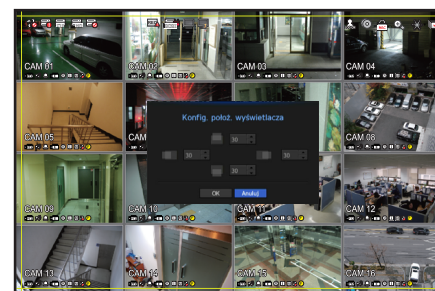 CAM 01
CAM 02
CAM 03
CAM 04
CAM 05
CAM
CAM 08
Konfig. położ. wyświetlacza
30
30
30
30
OK
Anuluj
CAM 09
CAM 10
CAM 11
CAM 12
CAM 13
CAM 14
CAM 15
CAM 16